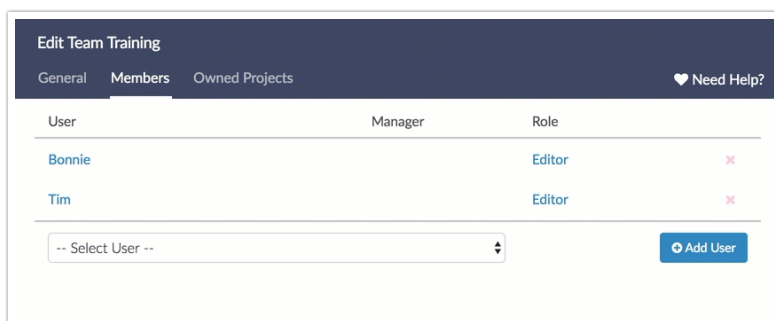 Edit Team Training
General Members Owned Projects Need Help?
User Manager Role
Bonnie Editor
Tim Editor
-- Select User -- Add User